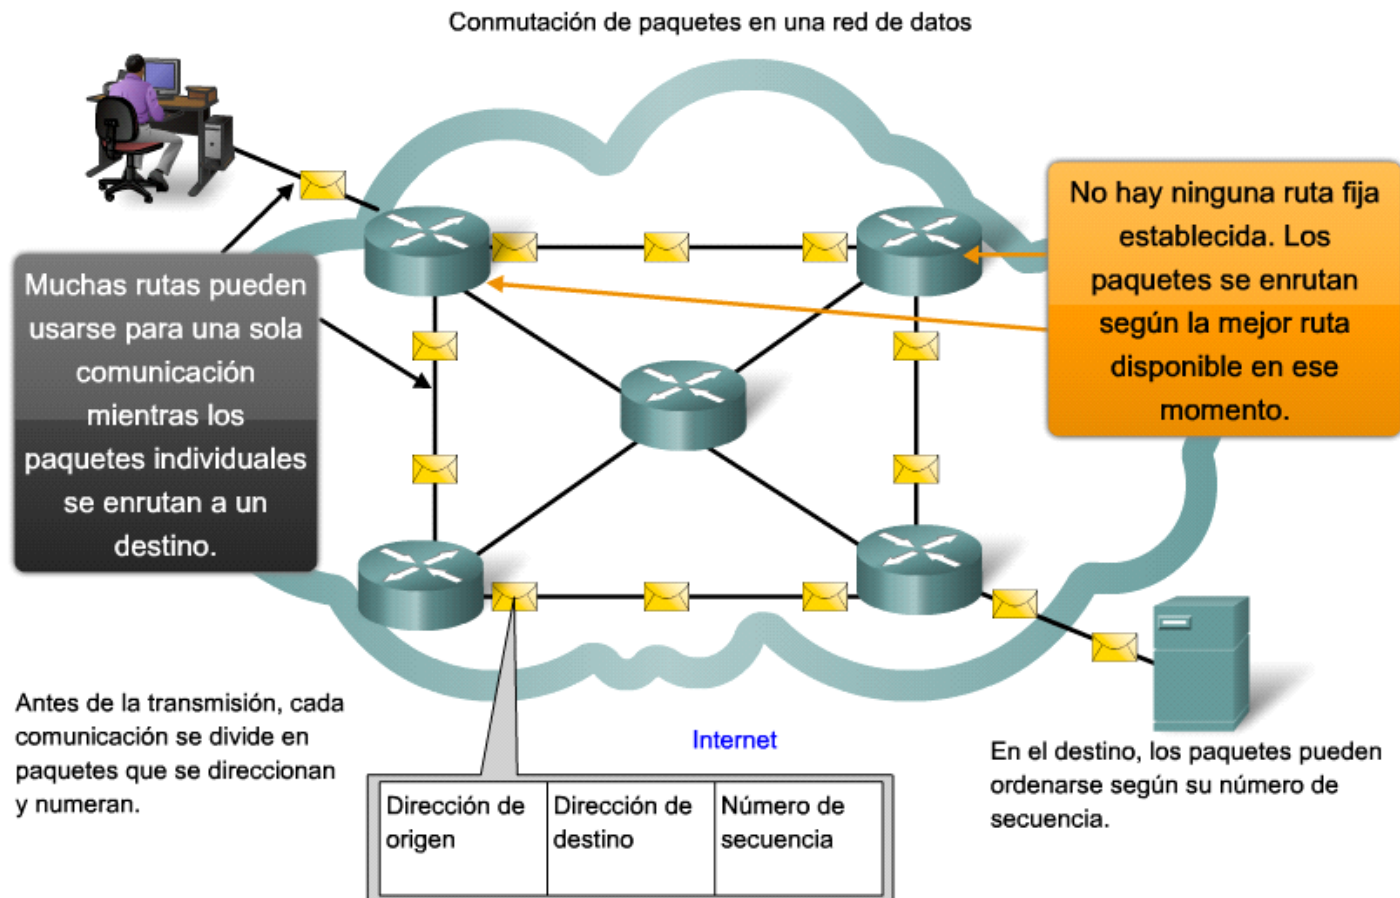 Conmutación de paquetes en una red de datos
Muchas rutas pueden
usarse para una sola
comunicación
mientras los
paquetes individuales
se enrutan a un
destino.
No hay ninguna ruta fija
establecida. Los
paquetes se enrutan
según la mejor ruta
disponible en ese
momento.
Antes de la transmisión, cada
comunicación se divide en
paquetes que se direccionan
y numeran.
Internet
En el destino, los paquetes pueden
ordenarse según su número de
secuencia.
Dirección de
origen
Dirección de
destino
Número de
secuencia